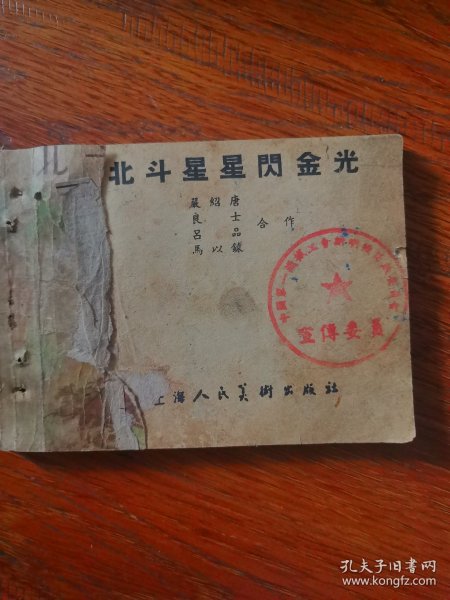 北斗星星閃金光
嚴紹唐
良士
呂品
馬以鎔
合作
宣傳委員
上海人民美術出版社
孔夫子旧书网
www.kongfz.com